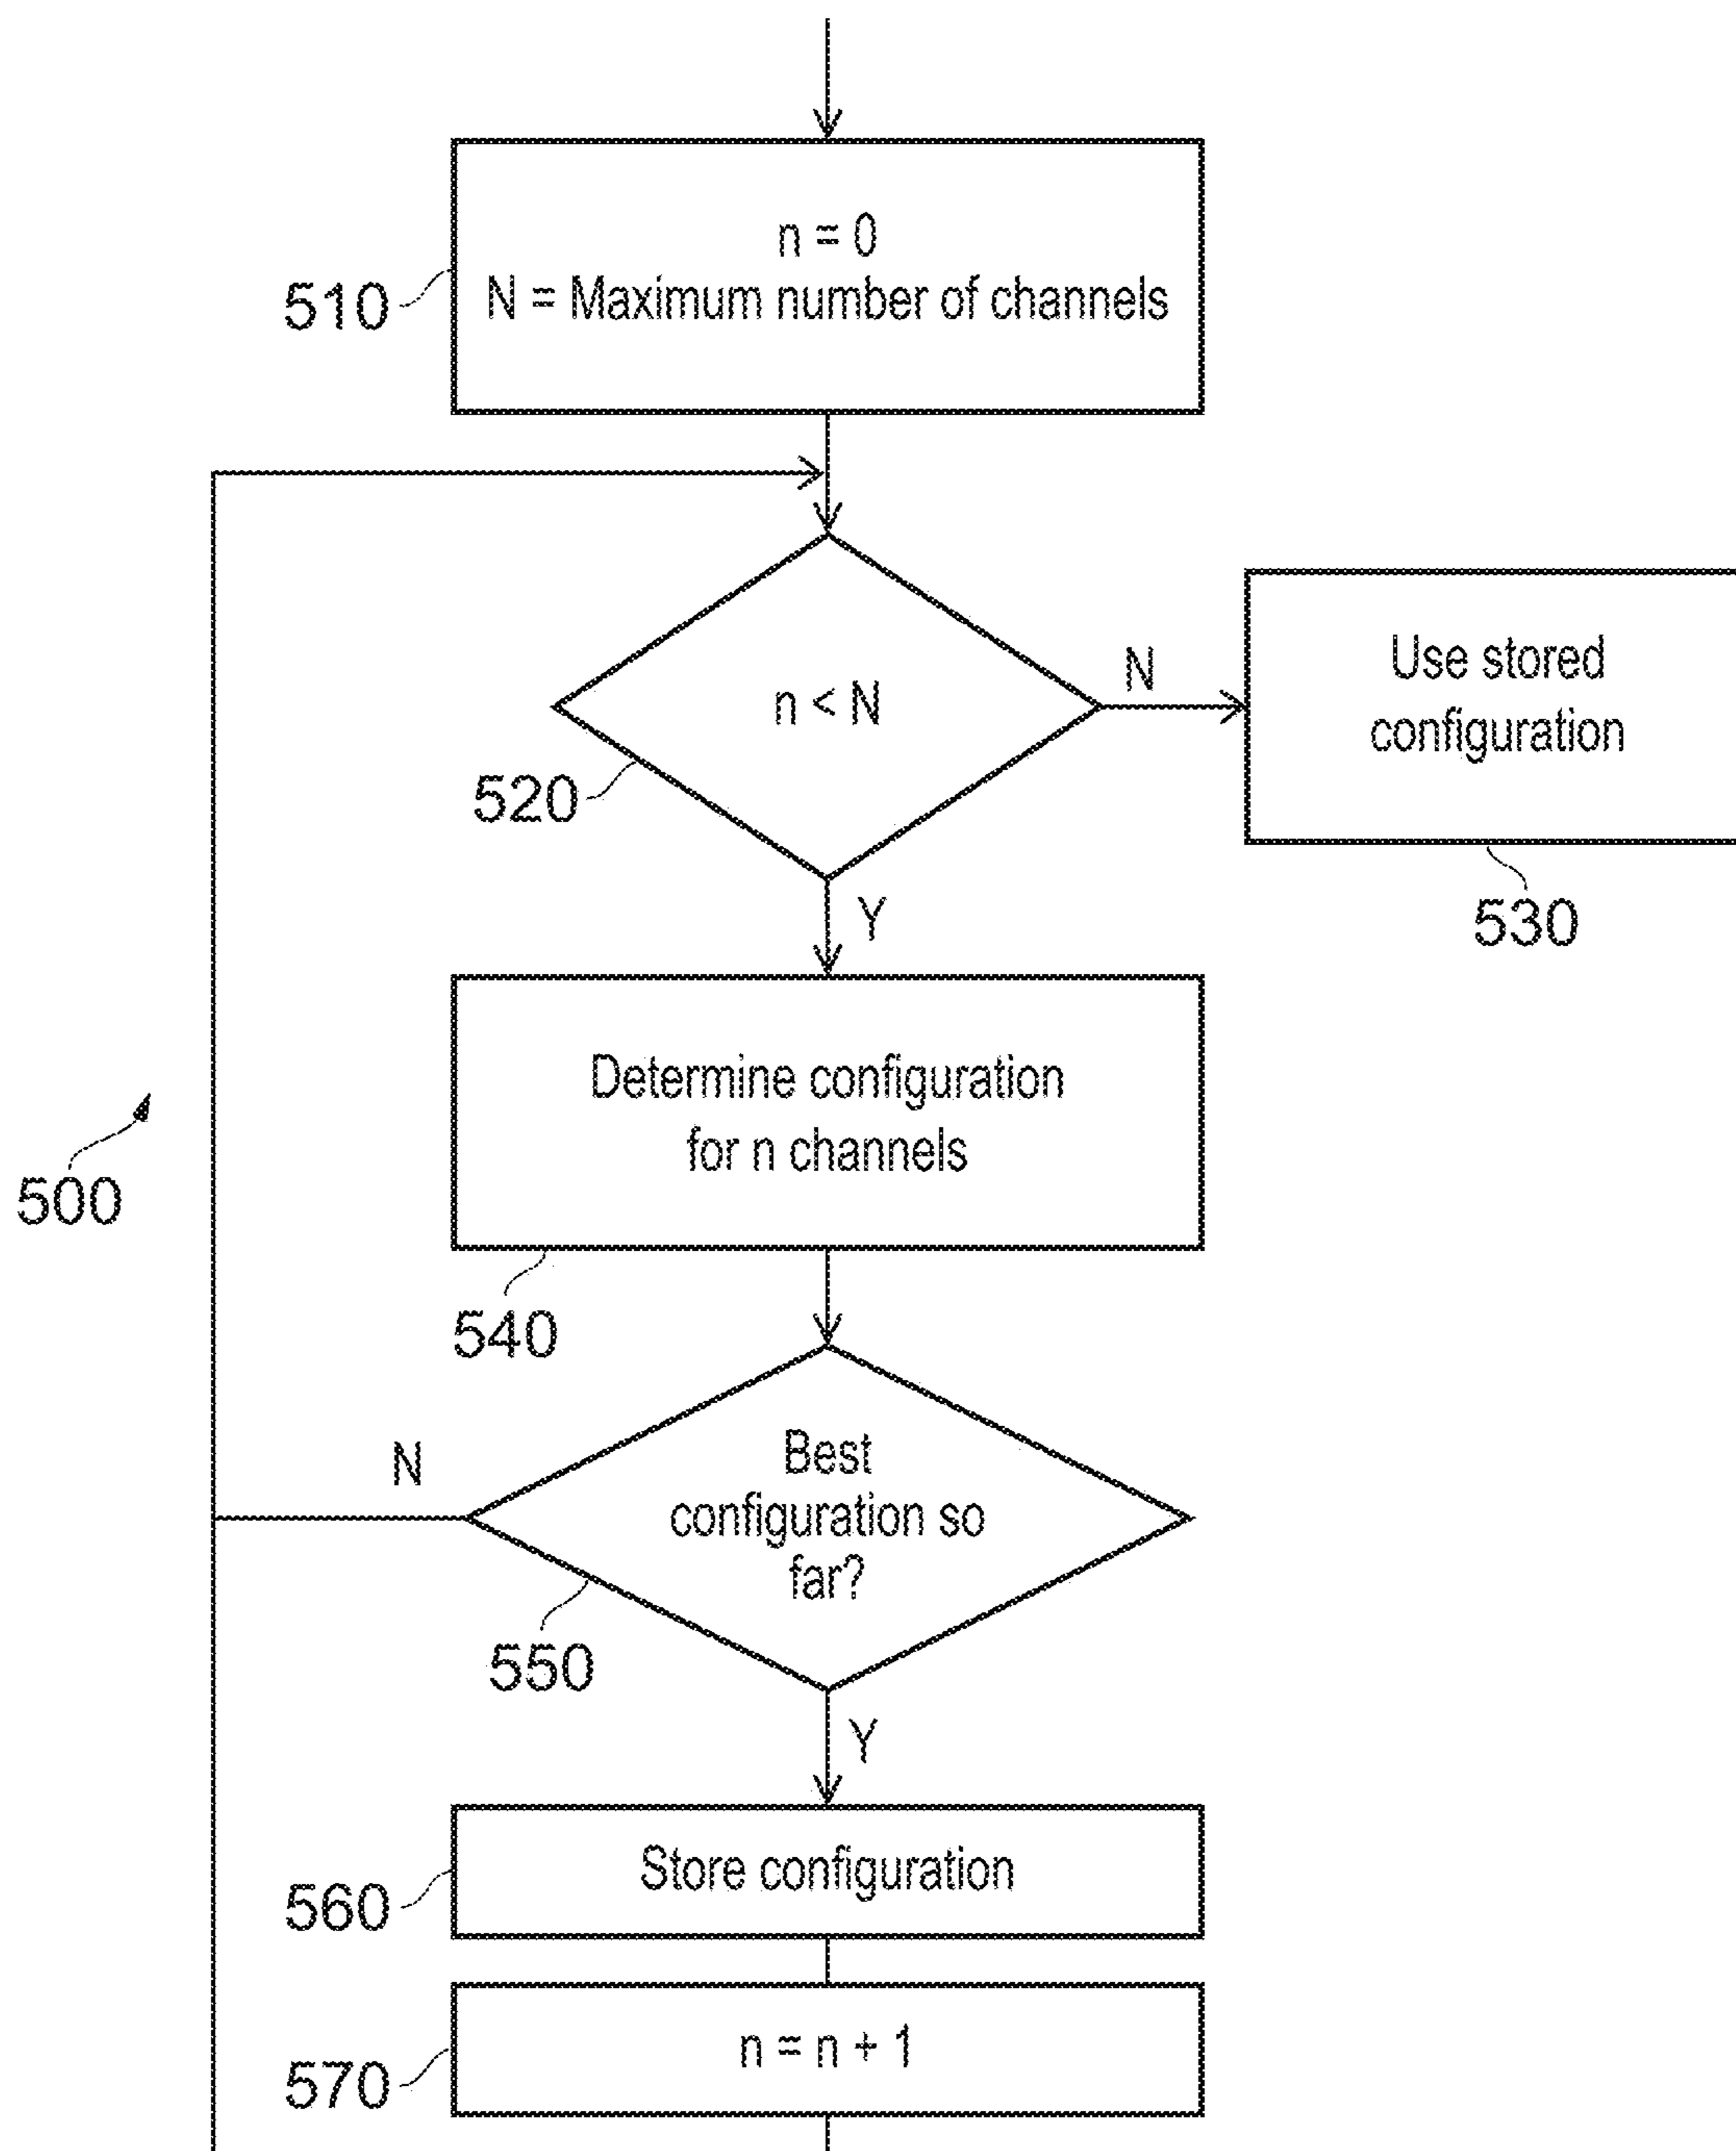 n = 0
N = Maximum number of channels
510
n < N
N
Use stored
configuration
520
530
Y
Determine configuration
for n channels
500
540
N
Best
configuration so
far?
550
Y
Store configuration
560
n = n + 1
570